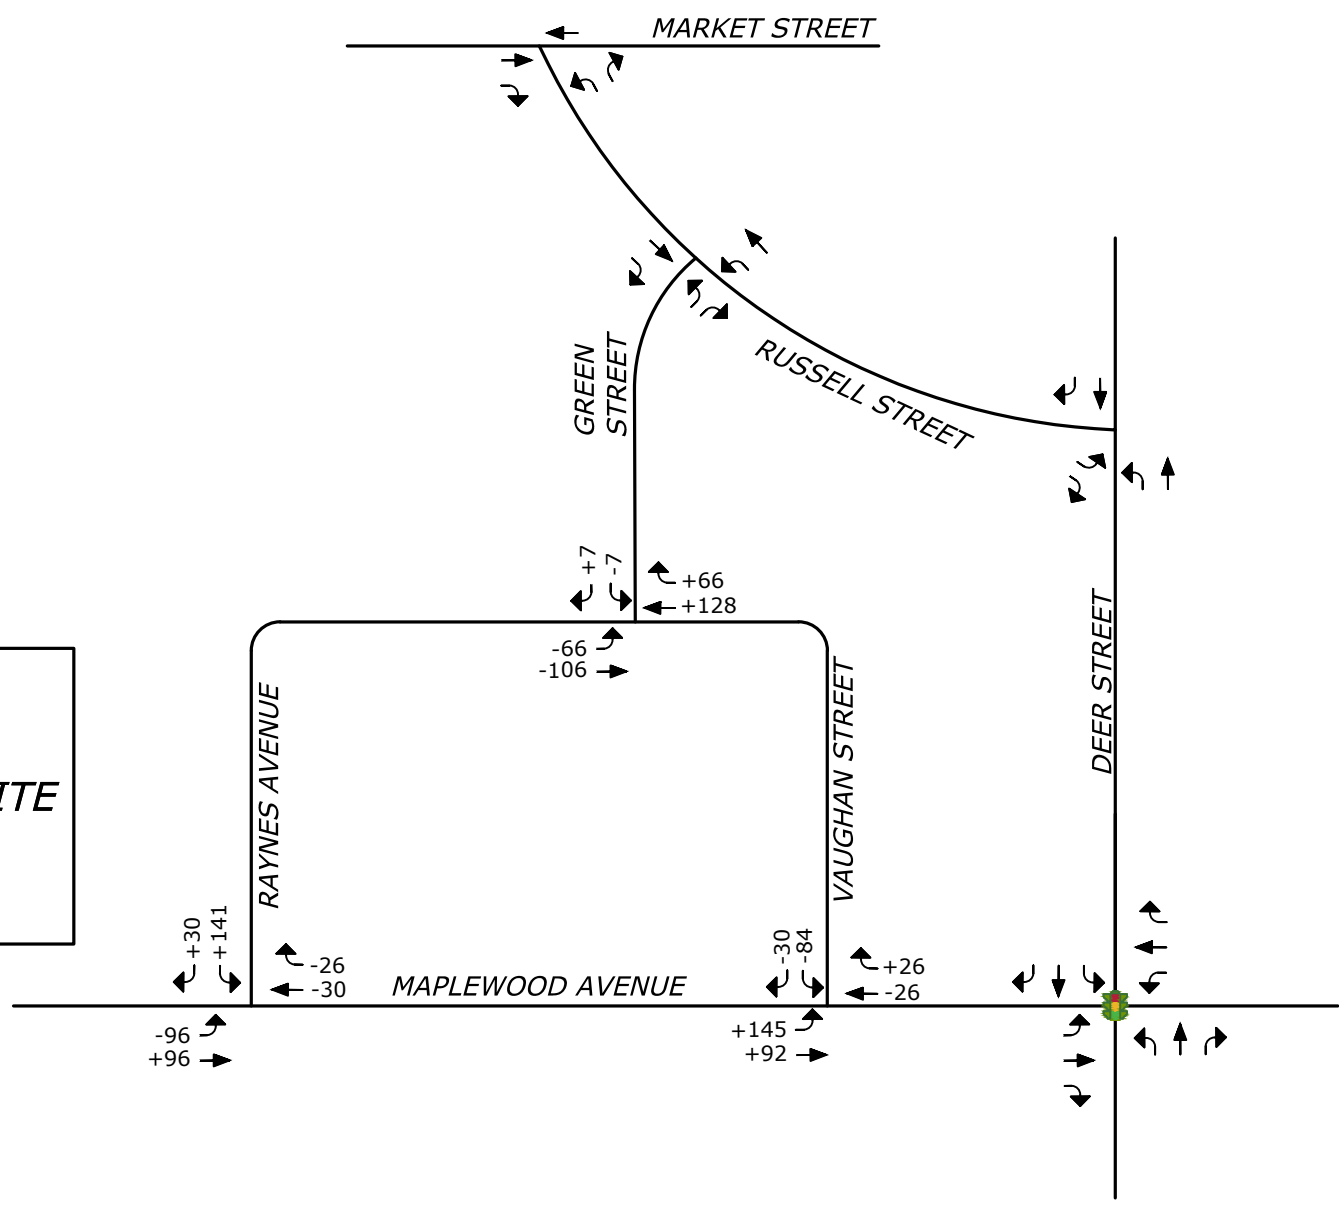 MARKET STREET
GREEN
STREET
RUSSELL STREET
+7
-7
+66
+128
-66
-106
DEER STREET
RAYNES AVENUE
VAUGHAN STREET
ITE
+30
+141
-26
-30
MAPLEWOOD AVENUE
-30
-84
+26
-26
-96
+96
+145
+92